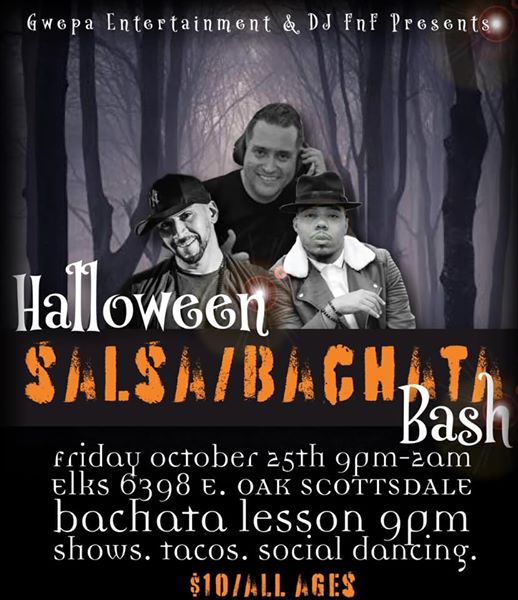 Gwepa Entertainment & DJ FnF Presents
Halloween
SALSA/BACHATA
Bash
friday october 25th 9pm-2am
Elks 6398 E. Oak Scottsdale
bachata lesson 9pm
shows. tacos. social dancing.
$10/ALL AGES